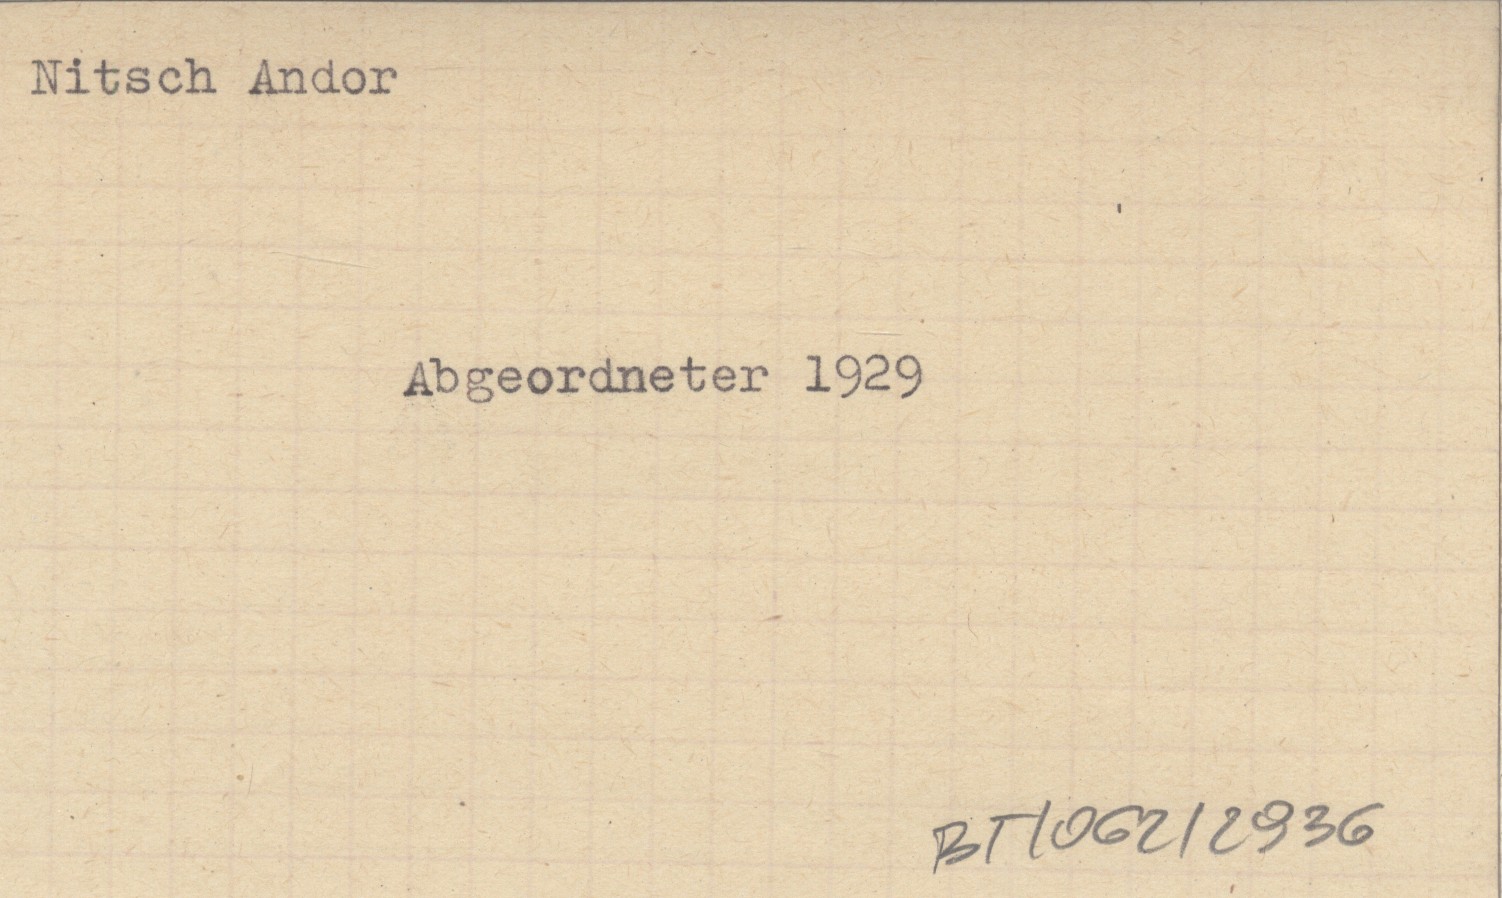 Nitsch Andor
Abgeordneter 1929
BT/062/2936